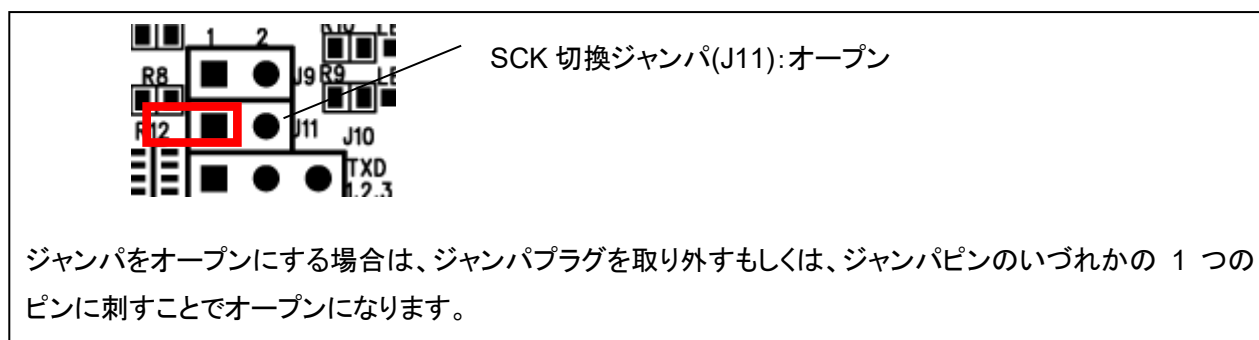 1 2
R8
J9 R9
SCK 切換ジャンパ(J11):オープン
R12
J11
J10
TXD
1.2.3
ジャンパをオープンにする場合は、ジャンパプラグを取り外すもしくは、ジャンパピンのいづれかの 1 つの
ピンに刺すことでオープンになります。